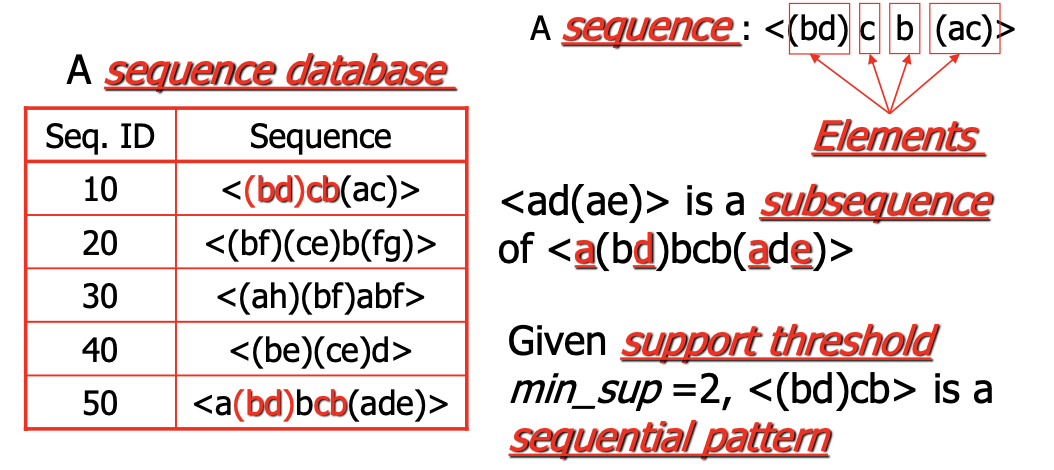 A sequence : <(bd) c b (ac)>
Elements
A sequence database
Seq. ID Sequence
10 <(bd)cb(ac)>
20 <(bf)(ce)b(fg)>
30 <(ah)(bf)abf>
40 <(be)(ce)d>
50 <a(bd)bcb(ade)>
<ad(ae)> is a subsequence
of <a(bd)bcb(ade)>
Given support threshold
min_sup =2, <(bd)cb> is a
sequential pattern